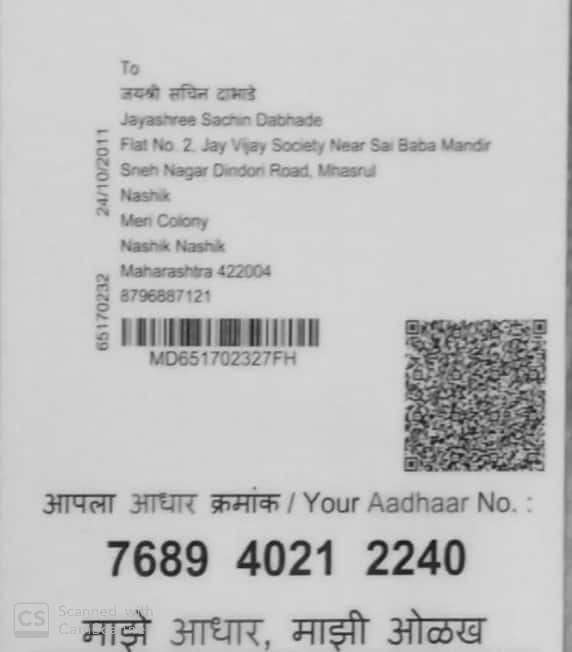 To
जयश्री सचिन दाभाडे
Jayashree Sachin Dabhade
Flat No. 2, Jay Vijay Society Near Sai Baba Mandir
Sneh Nagar Dindori Road, Mhasrul
Nashik
Meri Colony
Nashik Nashik
Maharashtra 422004
8796887121
24/10/2011
65170232
MD651702327FH
आपला आधार क्रमांक / Your Aadhaar No. :
7689 4021 2240
माझे आधार, माझी ओळख
CS Scanned with